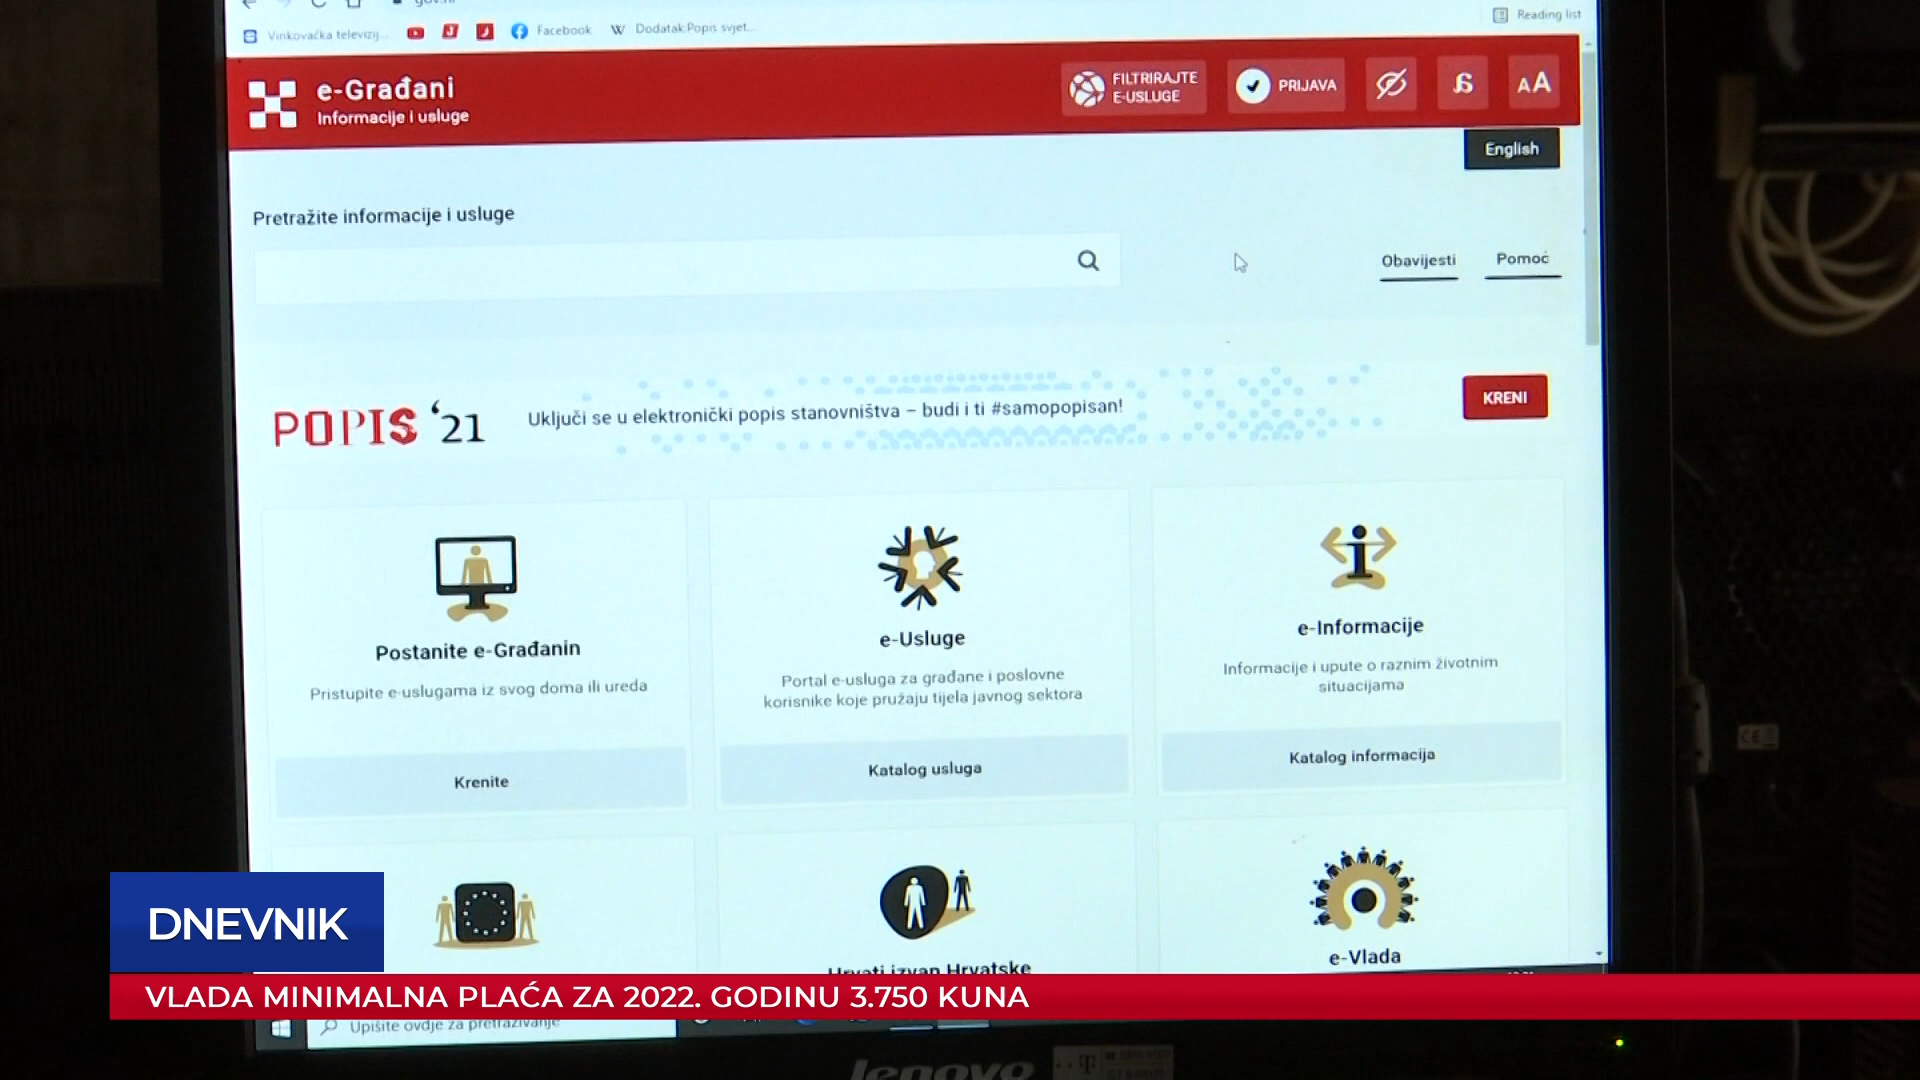 Reading list
Vinkovačka televizij...
Facebook
Dodatak:Popis svjet...
e-Građani
Informacije i usluge
FILTRIRAJTE
E-USLUGE
PRIJAVA
AA
English
Pretražite informacije i usluge
Obavijesti
Pomoć
POPIS '21
Uključi se u elektronički popis stanovništva – budi i ti #samopopisan!
KRENI
Postanite e-Građanin
Pristupite e-uslugama iz svog doma ili ureda
Krenite
e-Usluge
Portal e-usluga za građane i poslovne
korisnike koje pružaju tijela javnog sektora
Katalog usluga
e-Informacije
Informacije i upute o raznim životnim
situacijama
Katalog informacija
Hrvati izvan Hrvatske
e-Vlada
DNEVNIK
VLADA MINIMALNA PLAĆA ZA 2022. GODINU 3.750 KUNA
Upišite ovdje za pretraživanje
lenovo
CE